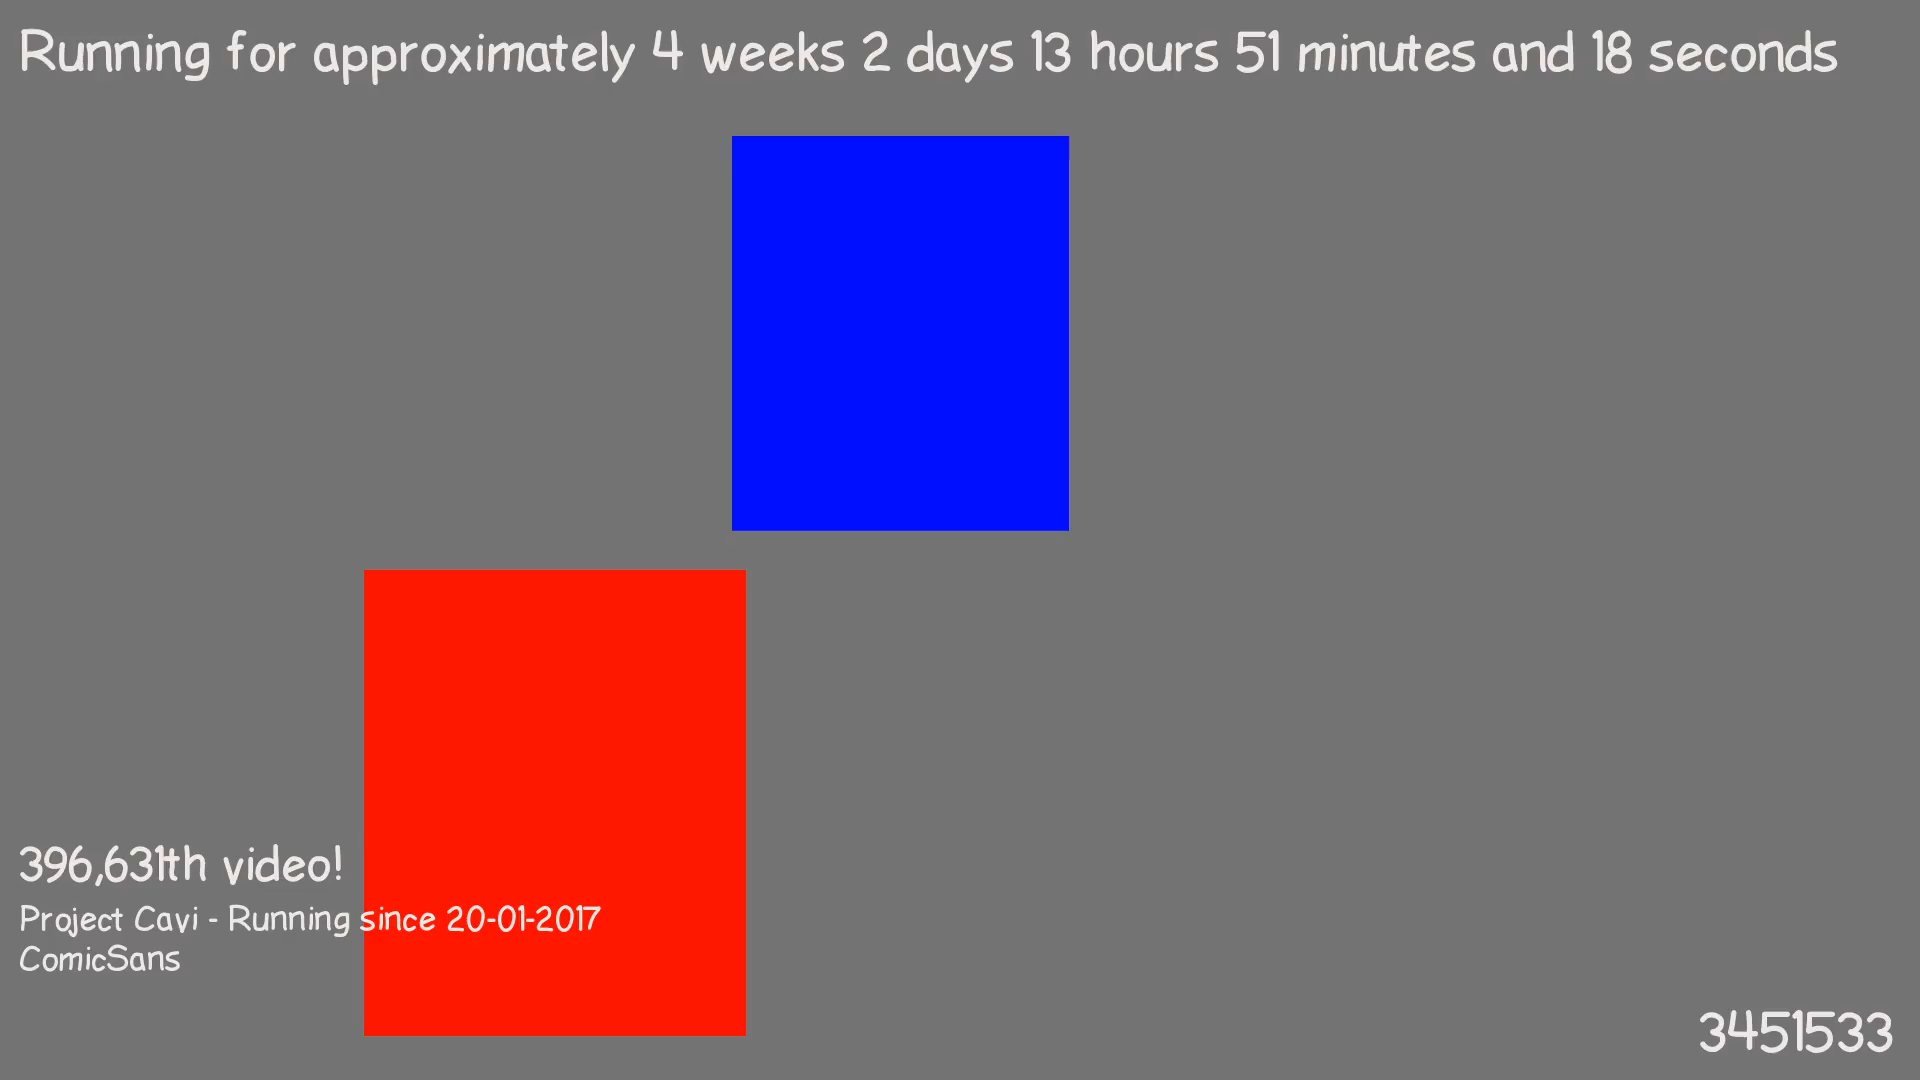 Running for approximately 4 weeks 2 days 13 hours 51 minutes and 18 seconds
396,631th video!
Project Cavi - Running since 20-01-2017
ComicSans
3451533